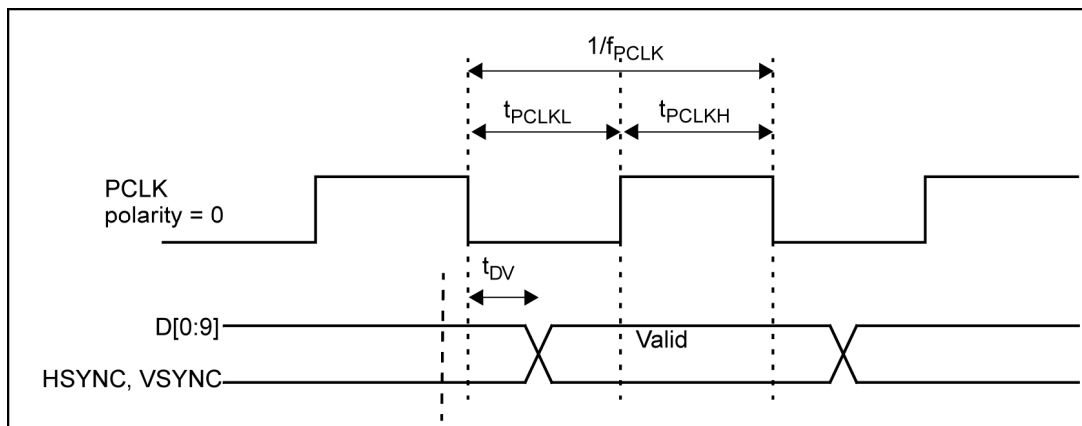 1/fPCLK
tPCLKL
tPCLKH
PCLK
polarity = 0
tDV
D[0:9]
Valid
HSYNC, VSYNC